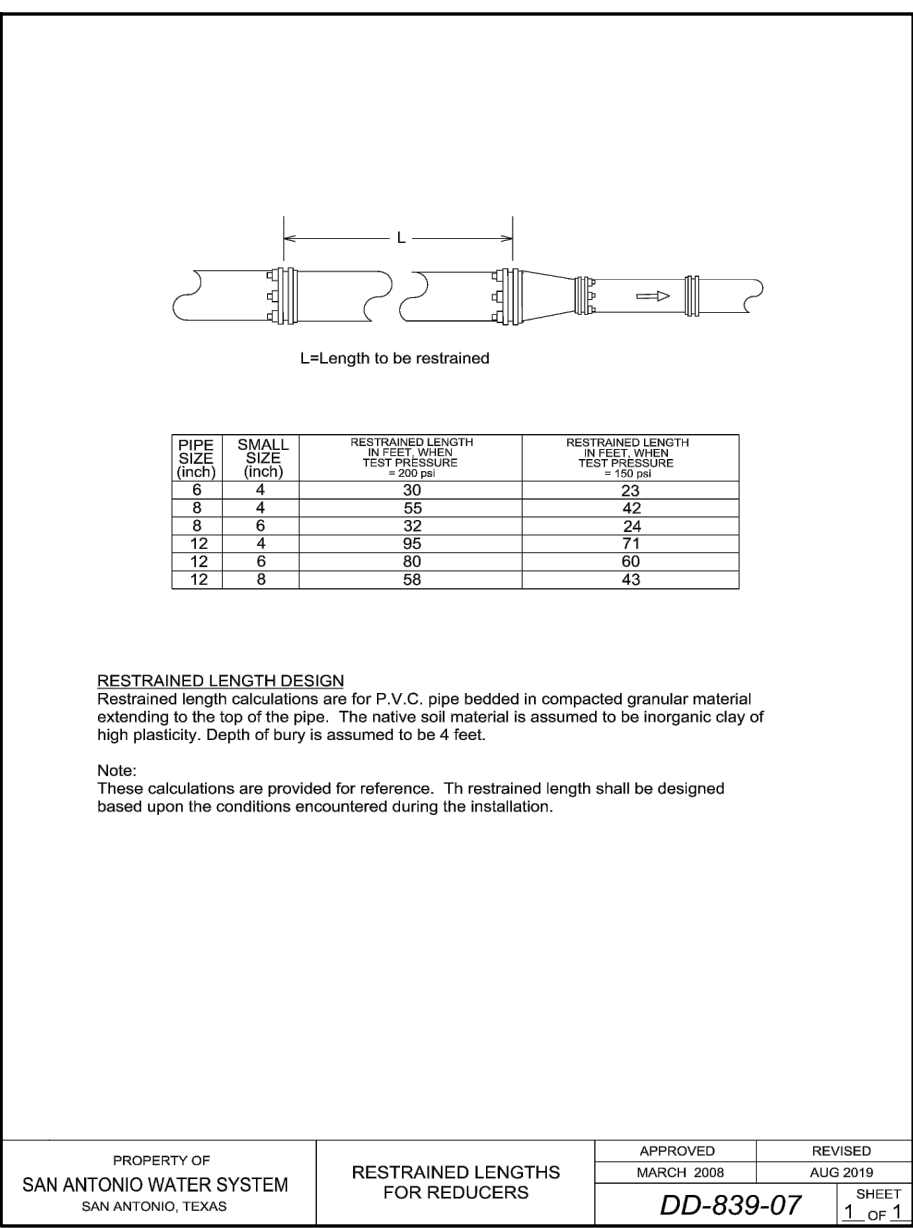 L
L=Length to be restrained
PIPE SIZE (inch) SMALL SIZE (inch) RESTRAINED LENGTH IN FEET, WHEN TEST PRESSURE = 200 psi RESTRAINED LENGTH IN FEET, WHEN TEST PRESSURE = 150 psi
6 4 30 23
8 4 55 42
8 6 32 24
12 4 95 71
12 6 80 60
12 8 58 43
RESTRAINED LENGTH DESIGN
Restrained length calculations are for P.V.C. pipe bedded in compacted granular material
extending to the top of the pipe. The native soil material is assumed to be inorganic clay of
high plasticity. Depth of bury is assumed to be 4 feet.
Note:
These calculations are provided for reference. Th restrained length shall be designed
based upon the conditions encountered during the installation.
PROPERTY OF
SAN ANTONIO WATER SYSTEM
SAN ANTONIO, TEXAS
RESTRAINED LENGTHS
FOR REDUCERS
APPROVED REVISED
MARCH 2008 AUG 2019
DD-839-07
SHEET
1 OF 1